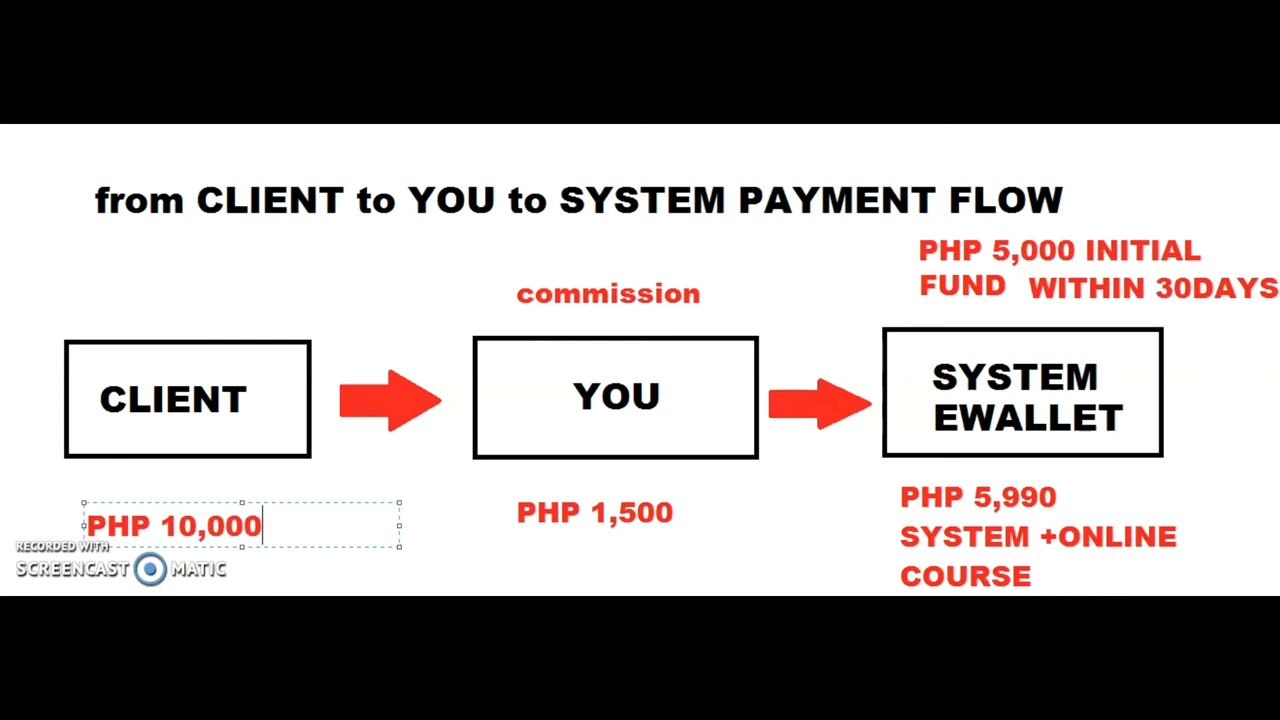 from CLIENT to YOU to SYSTEM PAYMENT FLOW
PHP 5,000 INITIAL
FUND WITHIN 30DAYS
commission
CLIENT
YOU
SYSTEM
EWALLET
PHP 10,000
PHP 1,500
PHP 5,990
SYSTEM +ONLINE
COURSE
RECORDED WITH
SCREENCAST MATIC